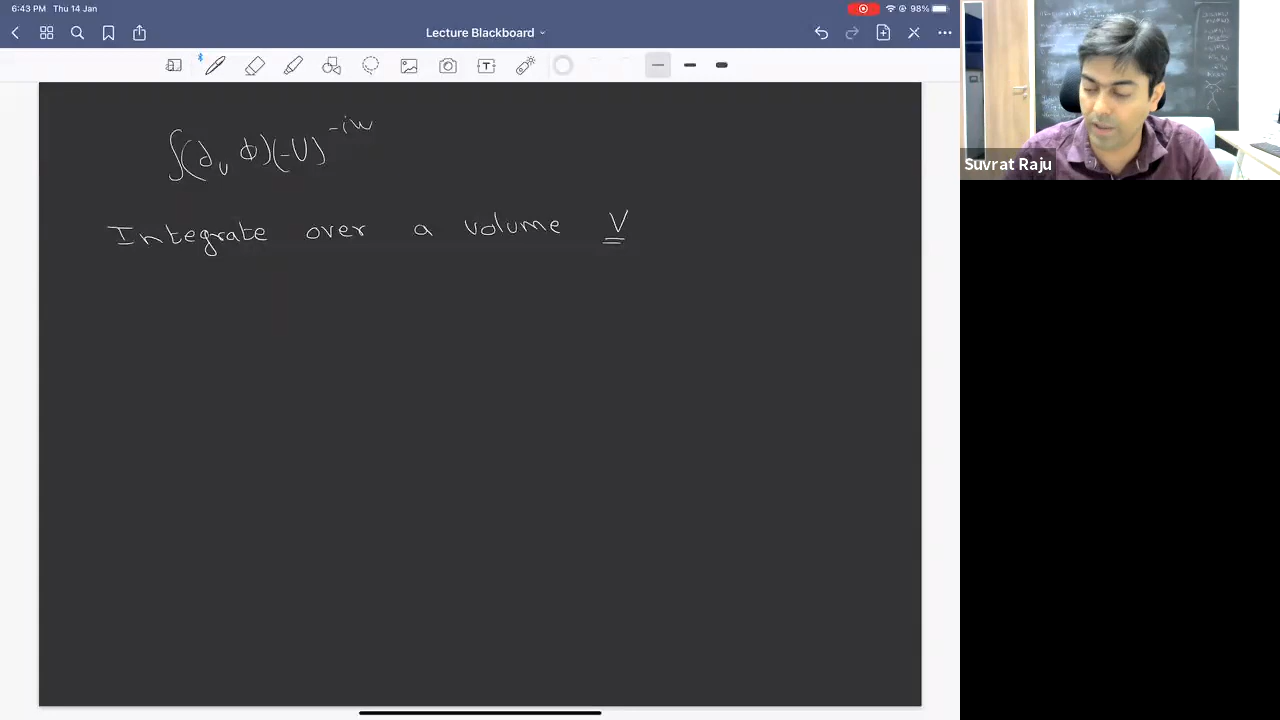 6:43 PM Thu 14 Jan
98%
Lecture Blackboard
∫(∂_U Φ)(-U)^{-iω}
Integrate over a volume V
Suvrat Raju